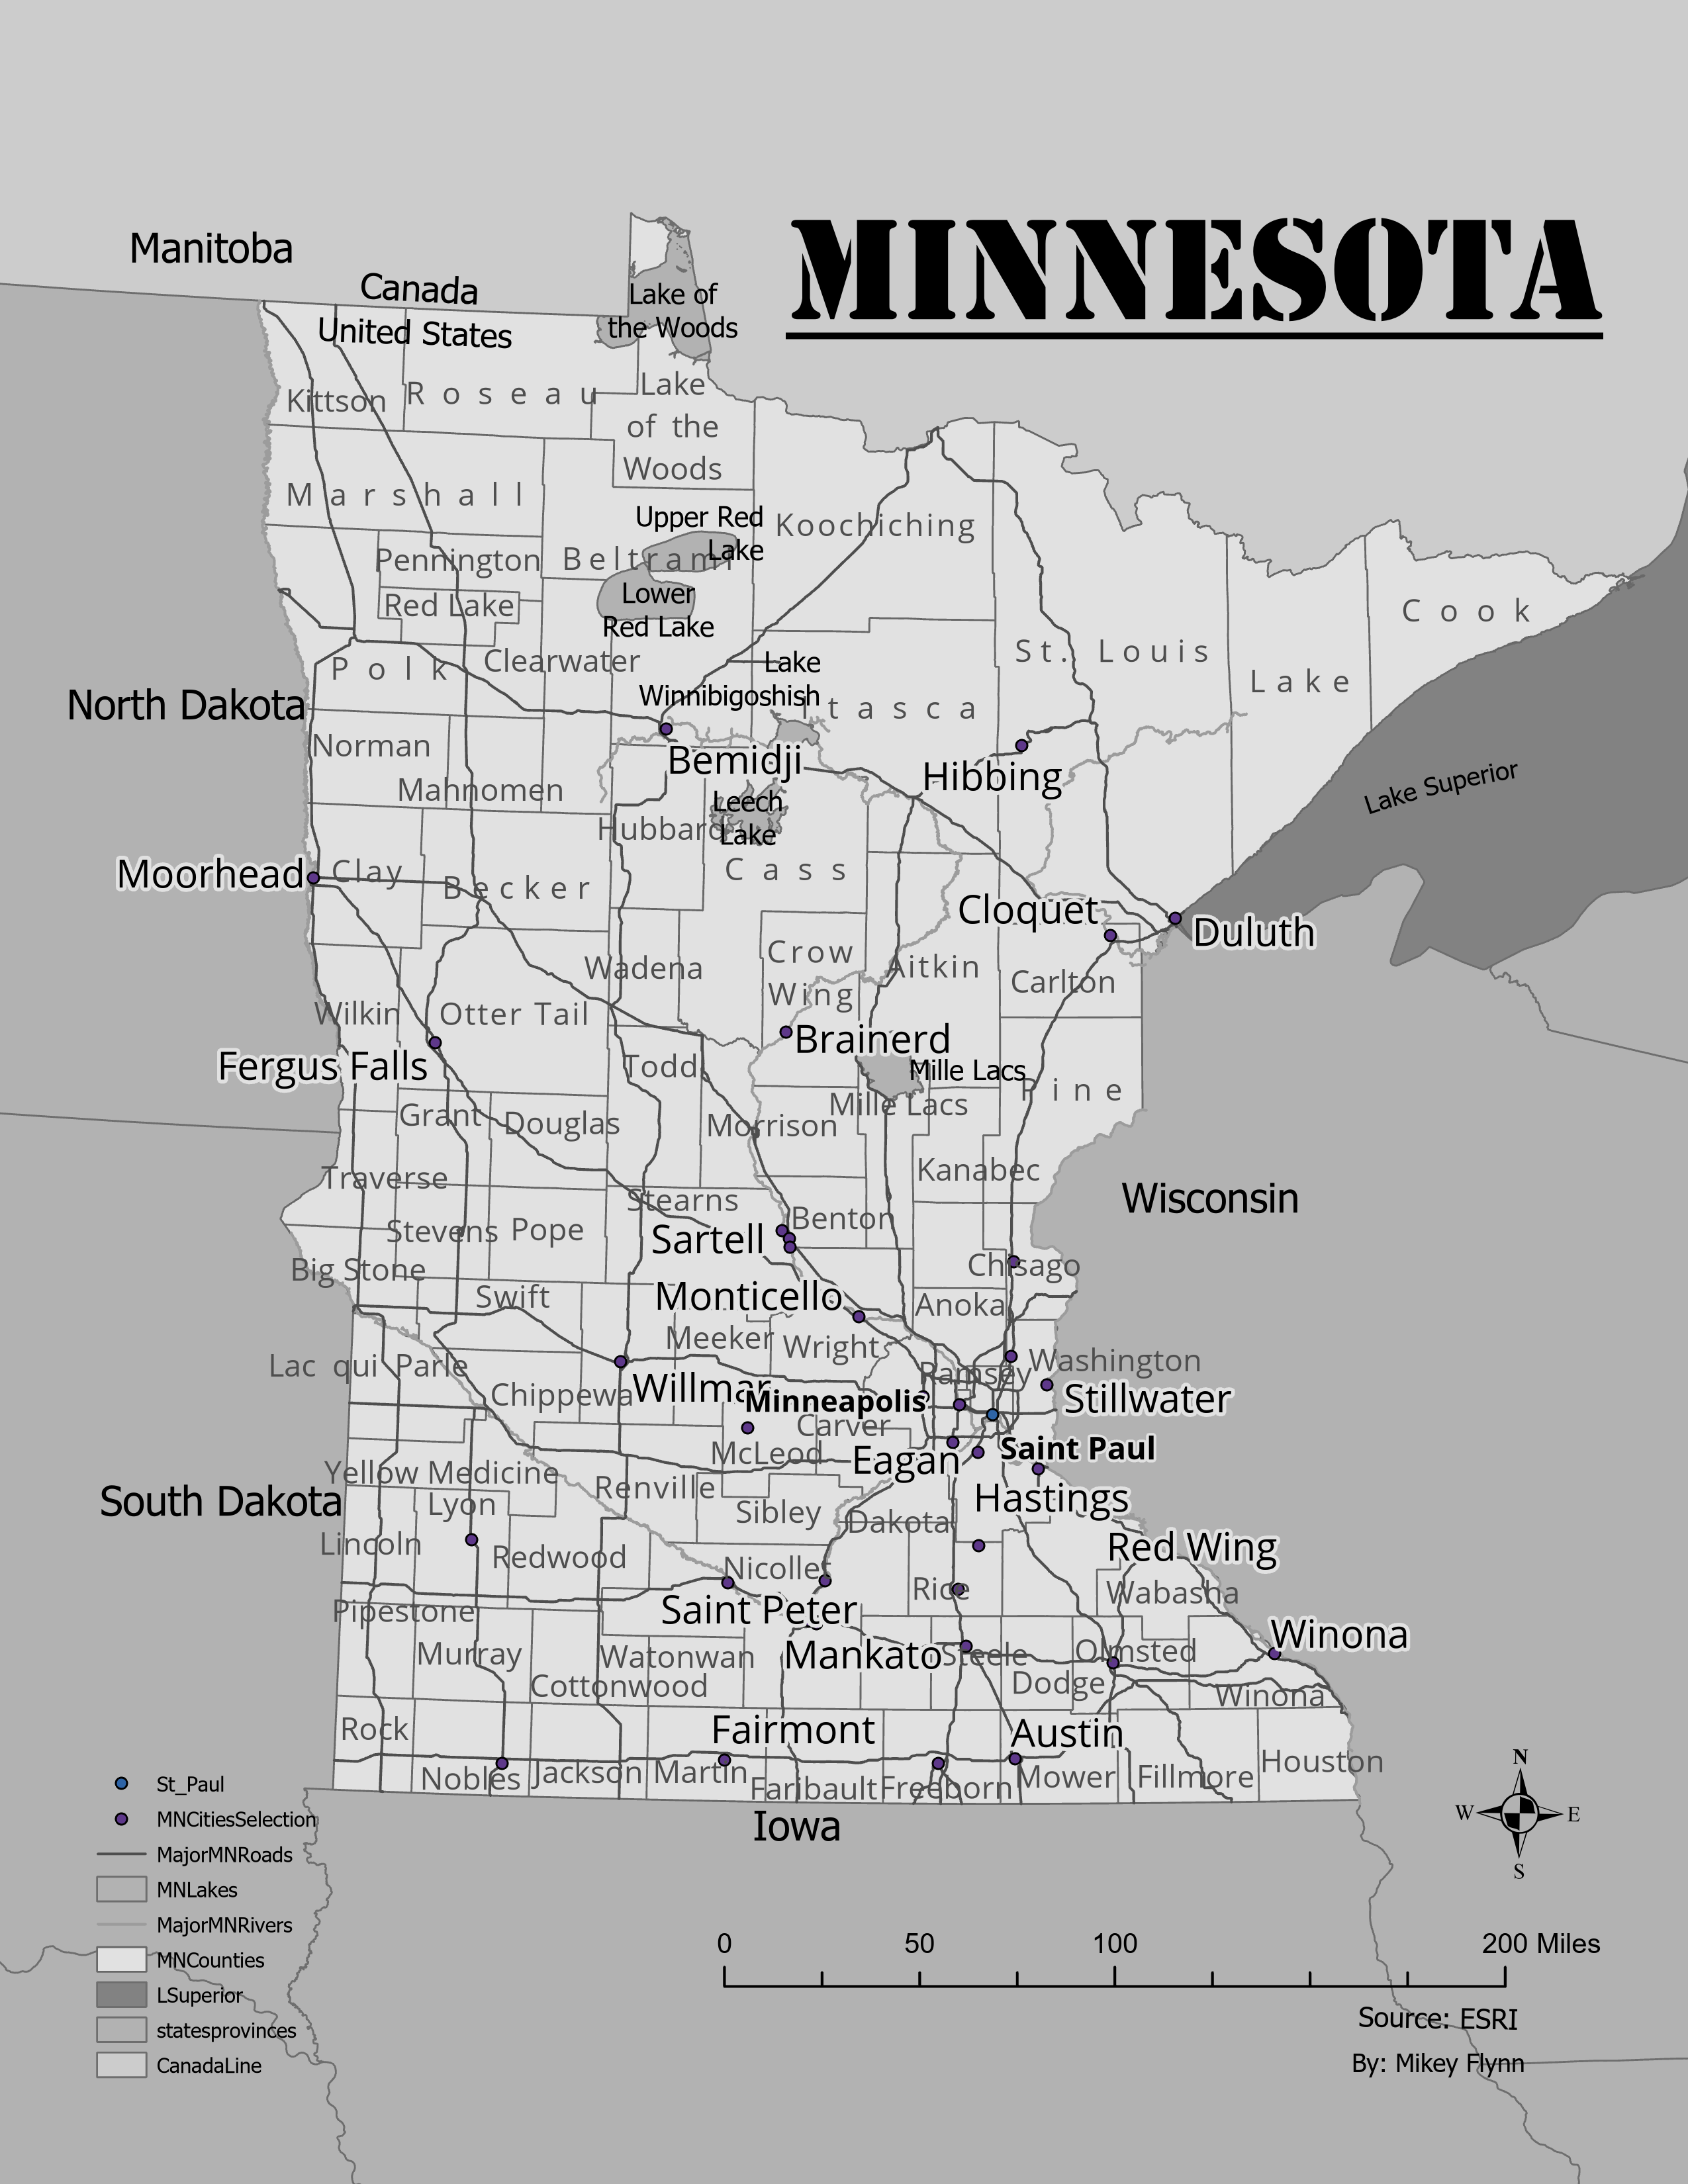 MINNESOTA
Manitoba
Canada
United States
Lake of
the Woods
Kittson
Roseau
Lake
of the
Woods
Marshall
Upper Red
Lake
Koochiching
Pennington
Beltrami
Red Lake
Lower
Red Lake
Cook
Polk
Clearwater
Lake
Winnibigoshish
St. Louis
Lake
North Dakota
Itasca
Norman
Bemidji
Hibbing
Mahnomen
Leech
Lake
Lake Superior
Hubbard
Moorhead
Clay
Becker
Cass
Cloquet
Duluth
Crow
Wing
Wadena
Aitkin
Carlton
Wilkin
Otter Tail
Brainerd
Fergus Falls
Todd
Mille Lacs
Pine
Grant
Douglas
Morrison
Mille Lacs
Traverse
Kanabec
Stearns
Wisconsin
Stevens
Pope
Sartell
Benton
Big Stone
Chisago
Swift
Monticello
Anoka
Meeker
Wright
Lac qui Parle
Ramsey
Washington
Chippewa
Willmar
Minneapolis
Stillwater
Carver
McLeod
Eagan
Saint Paul
Yellow Medicine
Renville
South Dakota
Lyon
Sibley
Hastings
Dakota
Lincoln
Redwood
Red Wing
Nicollet
Rice
Wabasha
Pipestone
Saint Peter
Murray
Watonwan
Mankato
Steele
Olmsted
Winona
Cottonwood
Dodge
Winona
Rock
Fairmont
Austin
Nobles
Jackson
Martin
Faribault
Freeborn
Mower
Fillmore
Houston
Iowa
St_Paul
MNCitiesSelection
MajorMNRoads
MNLakes
MajorMNRivers
MNCounties
LSuperior
statesprovinces
CanadaLine
N
W
E
S
0 50 100 200 Miles
Source: ESRI
By: Mikey Flynn